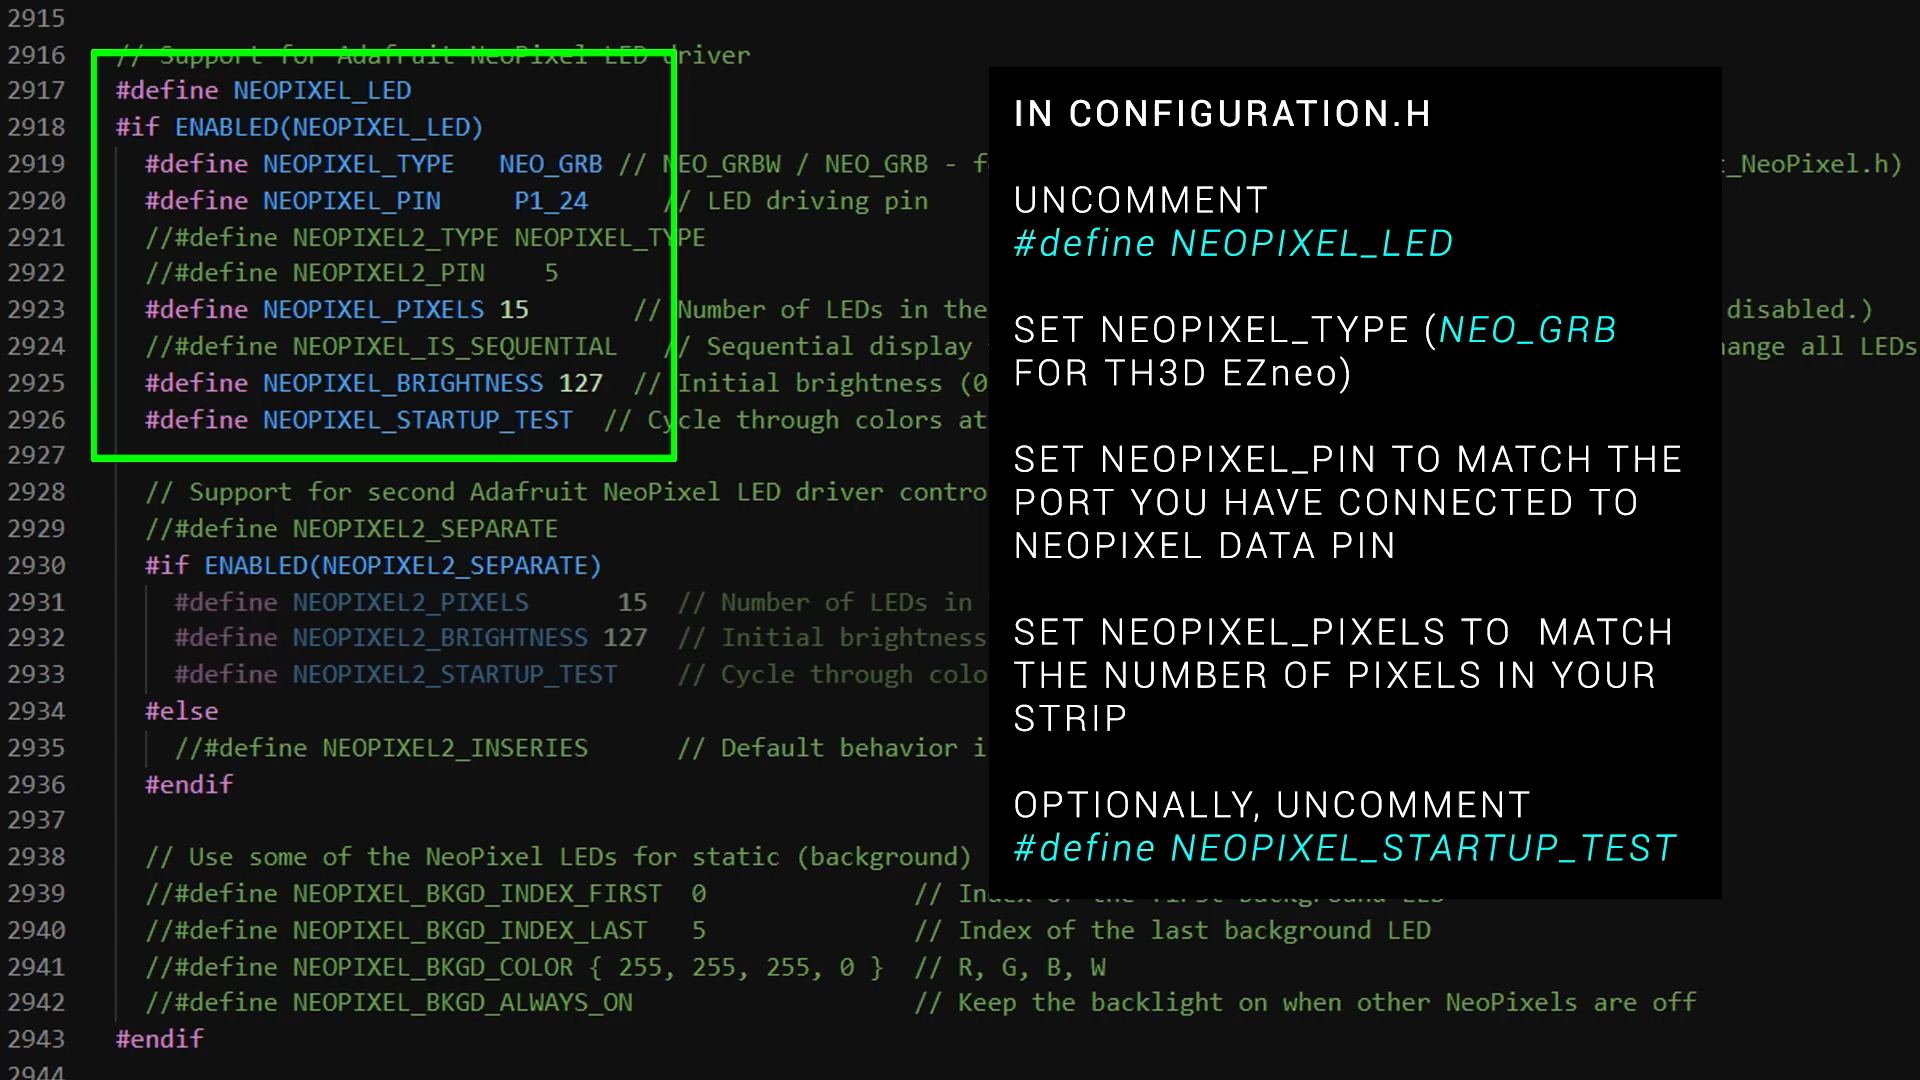 2915
2916 // Support for Adafruit NeoPixel LED driver
2917 #define NEOPIXEL_LED
2918 #if ENABLED(NEOPIXEL_LED)
2919 #define NEOPIXEL_TYPE NEO_GRB // NEO_GRBW / NEO_GRB - f _NeoPixel.h)
2920 #define NEOPIXEL_PIN P1_24 // LED driving pin
2921 //#define NEOPIXEL2_TYPE NEOPIXEL_TYPE
2922 //#define NEOPIXEL2_PIN 5
2923 #define NEOPIXEL_PIXELS 15 // Number of LEDs in the disabled.)
2924 //#define NEOPIXEL_IS_SEQUENTIAL // Sequential display ange all LEDs
2925 #define NEOPIXEL_BRIGHTNESS 127 // Initial brightness (0
2926 #define NEOPIXEL_STARTUP_TEST // Cycle through colors at
2927
2928 // Support for second Adafruit NeoPixel LED driver contro
2929 //#define NEOPIXEL2_SEPARATE
2930 #if ENABLED(NEOPIXEL2_SEPARATE)
2931 #define NEOPIXEL2_PIXELS 15 // Number of LEDs in
2932 #define NEOPIXEL2_BRIGHTNESS 127 // Initial brightness
2933 #define NEOPIXEL2_STARTUP_TEST // Cycle through colo
2934 #else
2935 //#define NEOPIXEL2_INSERIES // Default behavior i
2936 #endif
2937
2938 // Use some of the NeoPixel LEDs for static (background)
2939 //#define NEOPIXEL_BKGD_INDEX_FIRST 0 // Index of the first background LED
2940 //#define NEOPIXEL_BKGD_INDEX_LAST 5 // Index of the last background LED
2941 //#define NEOPIXEL_BKGD_COLOR { 255, 255, 255, 0 } // R, G, B, W
2942 //#define NEOPIXEL_BKGD_ALWAYS_ON // Keep the backlight on when other NeoPixels are off
2943 #endif
2944
IN CONFIGURATION.H
UNCOMMENT
#define NEOPIXEL_LED
SET NEOPIXEL_TYPE (NEO_GRB
FOR TH3D EZneo)
SET NEOPIXEL_PIN TO MATCH THE
PORT YOU HAVE CONNECTED TO
NEOPIXEL DATA PIN
SET NEOPIXEL_PIXELS TO MATCH
THE NUMBER OF PIXELS IN YOUR
STRIP
OPTIONALLY, UNCOMMENT
#define NEOPIXEL_STARTUP_TEST